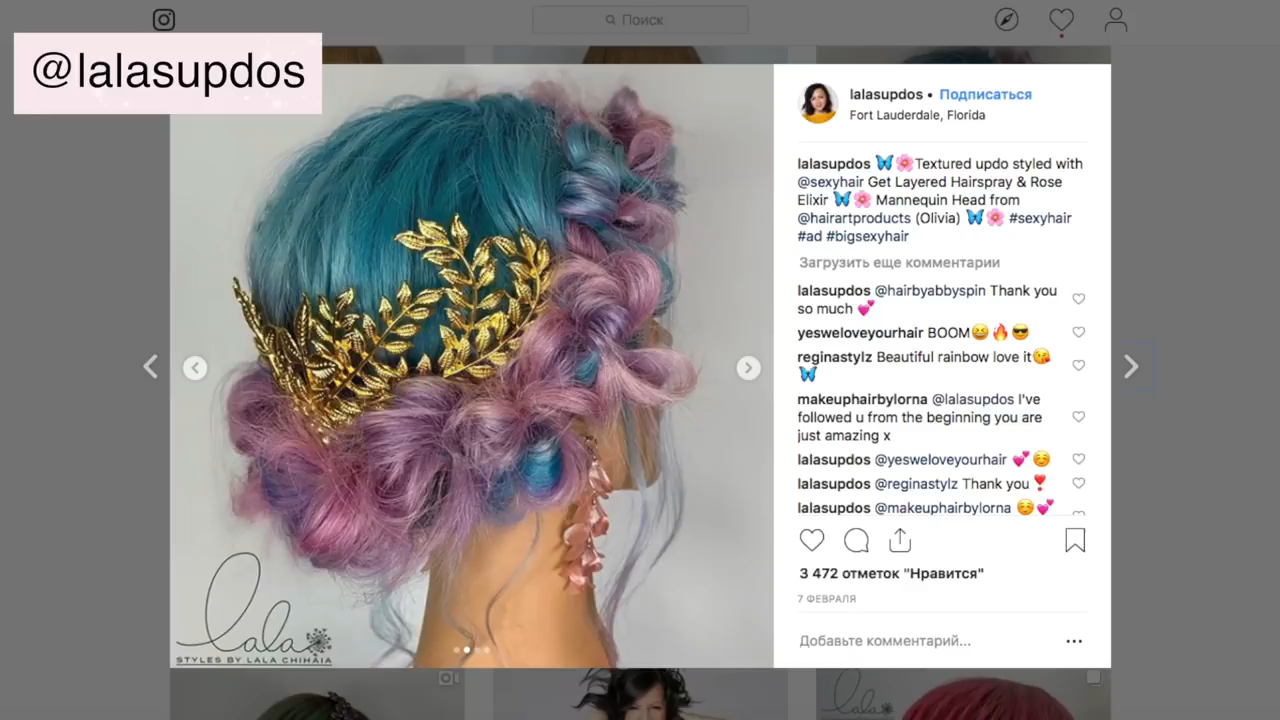 Поиск
@lalasupdos
lalasupdos • Подписаться
Fort Lauderdale, Florida
lalasupdos 🦋🌸Textured updo styled with
@sexyhair Get Layered Hairspray & Rose
Elixir 🦋🌸 Mannequin Head from
@hairartproducts (Olivia) 🦋🌸 #sexyhair
#ad #bigsexyhair
Загрузить еще комментарии
lalasupdos @hairbyabbyspin Thank you
so much 💕
yesweloveyourhair BOOM😆🔥😎
reginastylz Beautiful rainbow love it😘
🦋
makeuphairbylorna @lalasupdos I've
followed u from the beginning you are
just amazing x
lalasupdos @yesweloveyourhair 💕☺️
lalasupdos @reginastylz Thank you ❣️
lalasupdos @makeuphairbylorna ☺️💕
3 472 отметок "Нравится"
7 ФЕВРАЛЯ
Добавьте комментарий...
lala
STYLES BY LALA CHIHAIA
lala